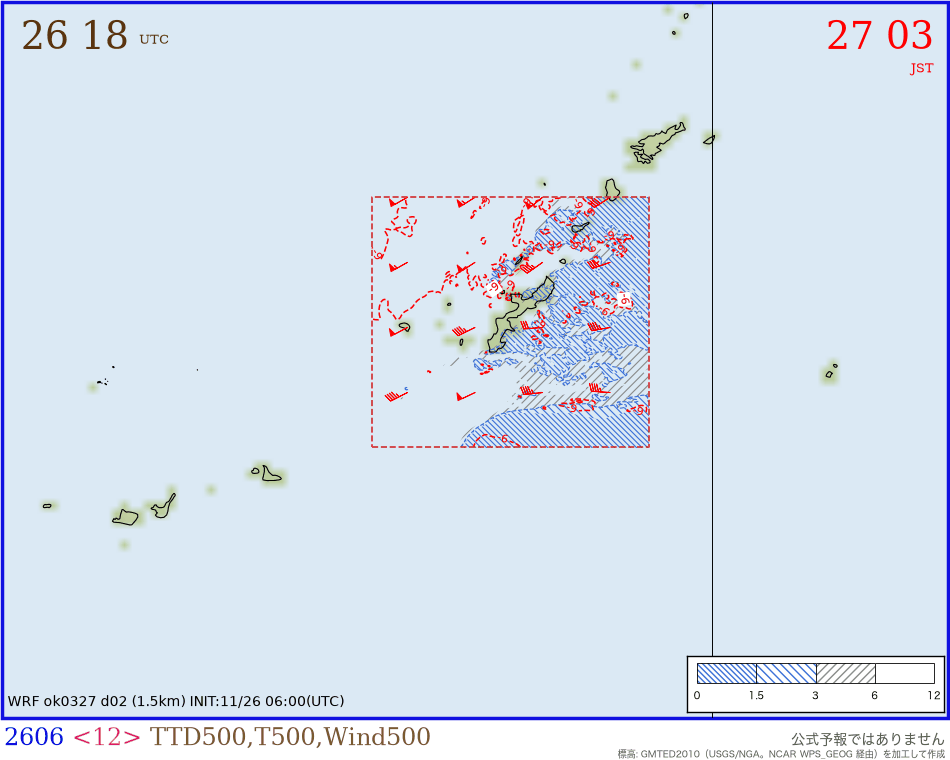 26 18 UTC
27 03
JST
-6
6
WRF ok0327 d02 (1.5km) INIT:11/26 06:00(UTC)
0 1.5 3 6 12
2606 <12> TTD500,T500,Wind500
公式予報ではありません
標高: GMTED2010（USGS/NGA。NCAR WPS_GEOG 経由）を加工して作成